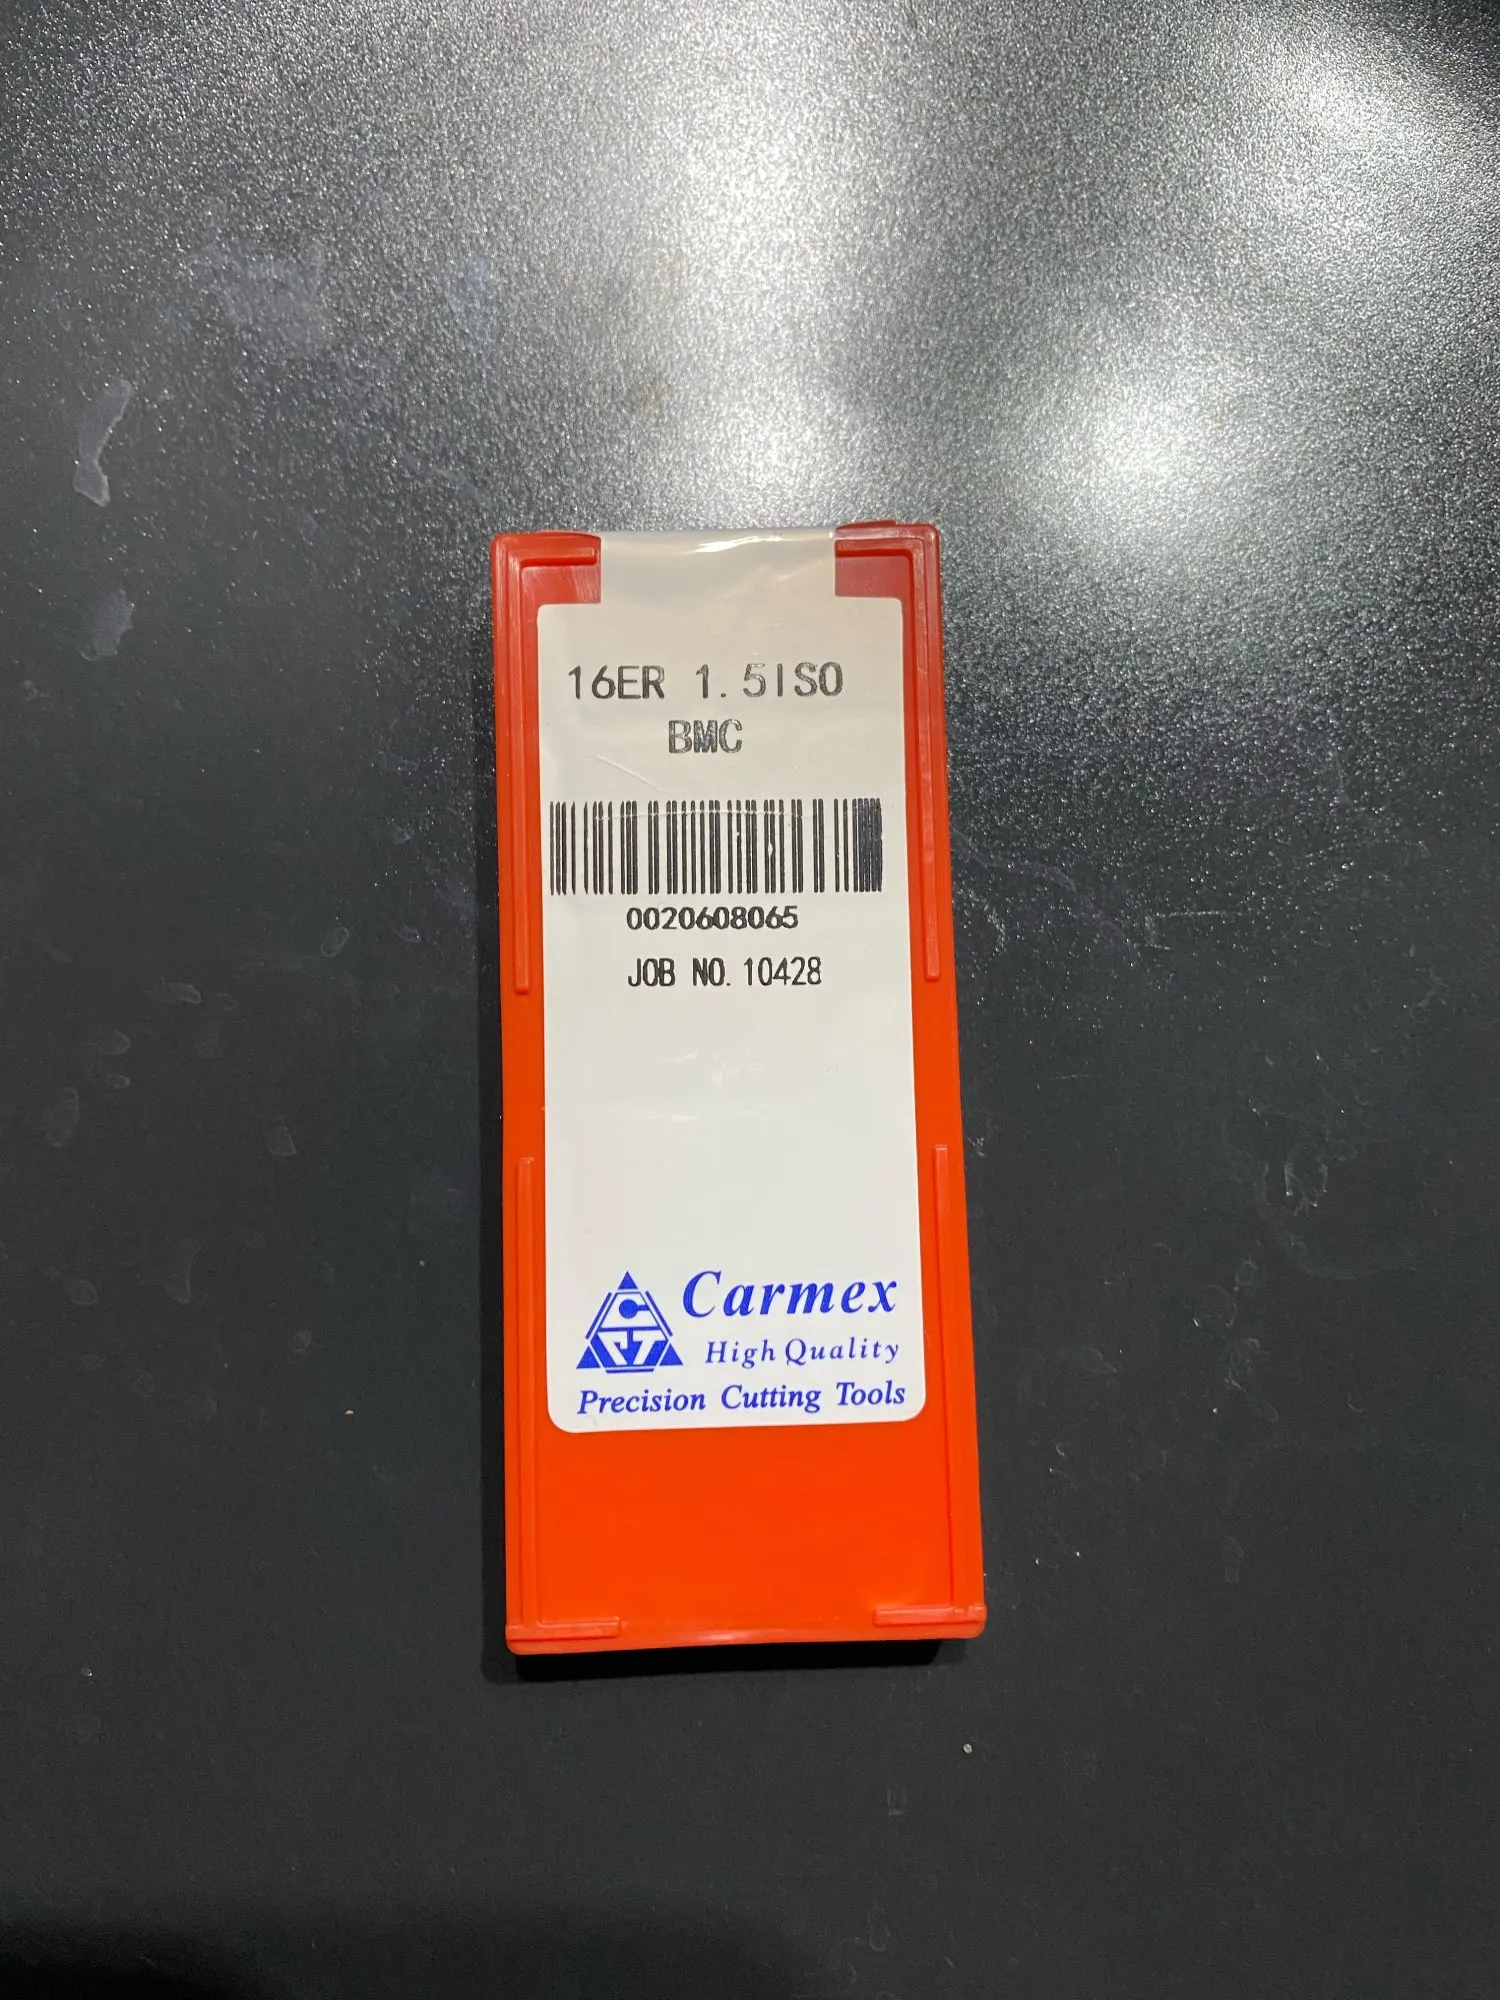 16ER 1.5ISO
BMC
0020608065
JOB NO. 10428
Carmex
High Quality
Precision Cutting Tools